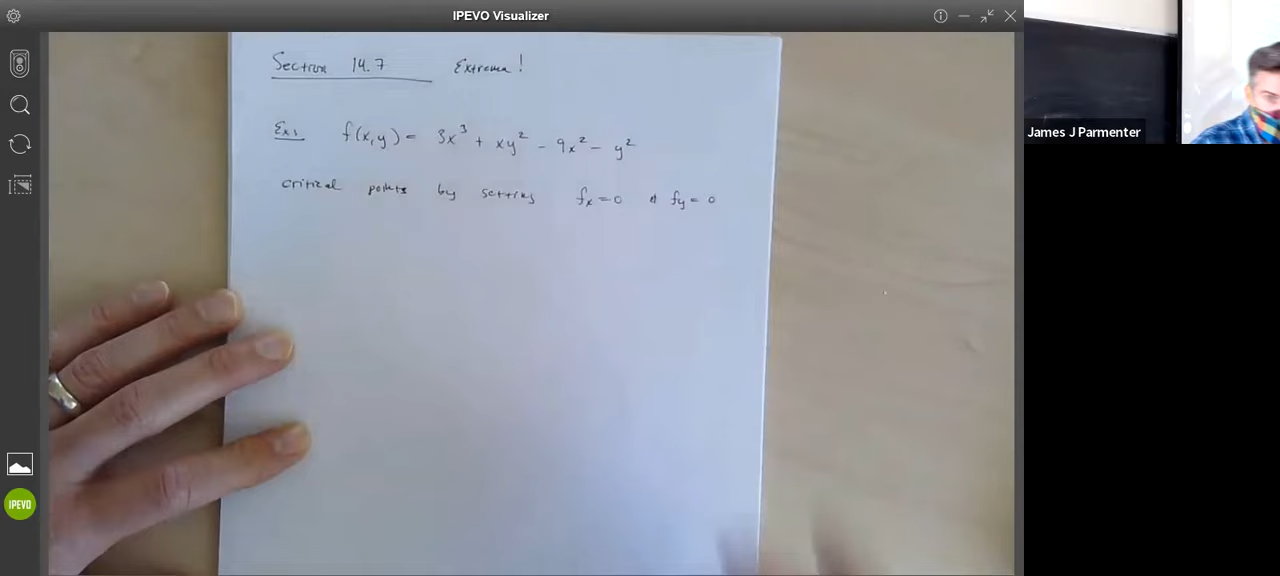 IPEVO Visualizer
Section 14.7 Extrema!
Ex1 f(x,y) = 3x³ + xy² - 9x² - y²
critical points by setting fx=0 & fy=0
James J Parmenter
IPEVO